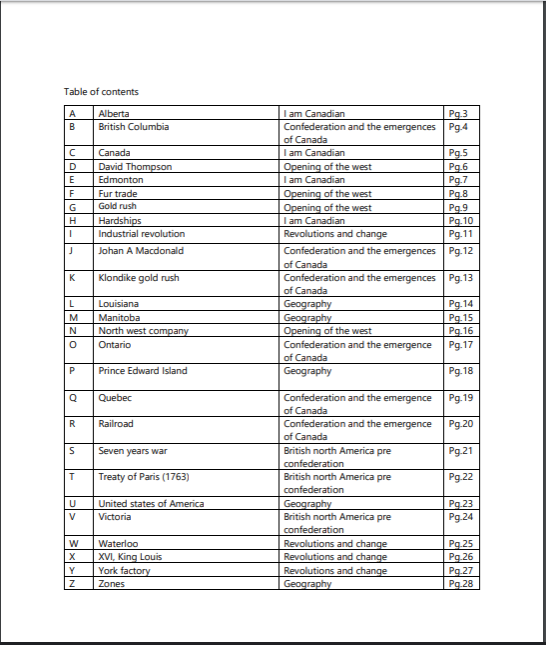 Table of contents
A Alberta I am Canadian Pg.3
B British Columbia Confederation and the emergences Pg.4
of Canada
C Canada I am Canadian Pg.5
D David Thompson Opening of the west Pg.6
E Edmonton I am Canadian Pg.7
F Fur trade Opening of the west Pg.8
G Gold rush Opening of the west Pg.9
H Hardships I am Canadian Pg.10
I Industrial revolution Revolutions and change Pg.11
J Johan A Macdonald Confederation and the emergences Pg.12
of Canada
K Klondike gold rush Confederation and the emergences Pg.13
of Canada
L Louisiana Geography Pg.14
M Manitoba Geography Pg.15
N North west company Opening of the west Pg.16
O Ontario Confederation and the emergence Pg.17
of Canada
P Prince Edward Island Geography Pg.18
Q Quebec Confederation and the emergence Pg.19
of Canada
R Railroad Confederation and the emergence Pg.20
of Canada
S Seven years war British north America pre Pg.21
confederation
T Treaty of Paris (1763) British north America pre Pg.22
confederation
U United states of America Geography Pg.23
V Victoria British north America pre Pg.24
confederation
W Waterloo Revolutions and change Pg.25
X XVI, King Louis Revolutions and change Pg.26
Y York factory Revolutions and change Pg.27
Z Zones Geography Pg.28